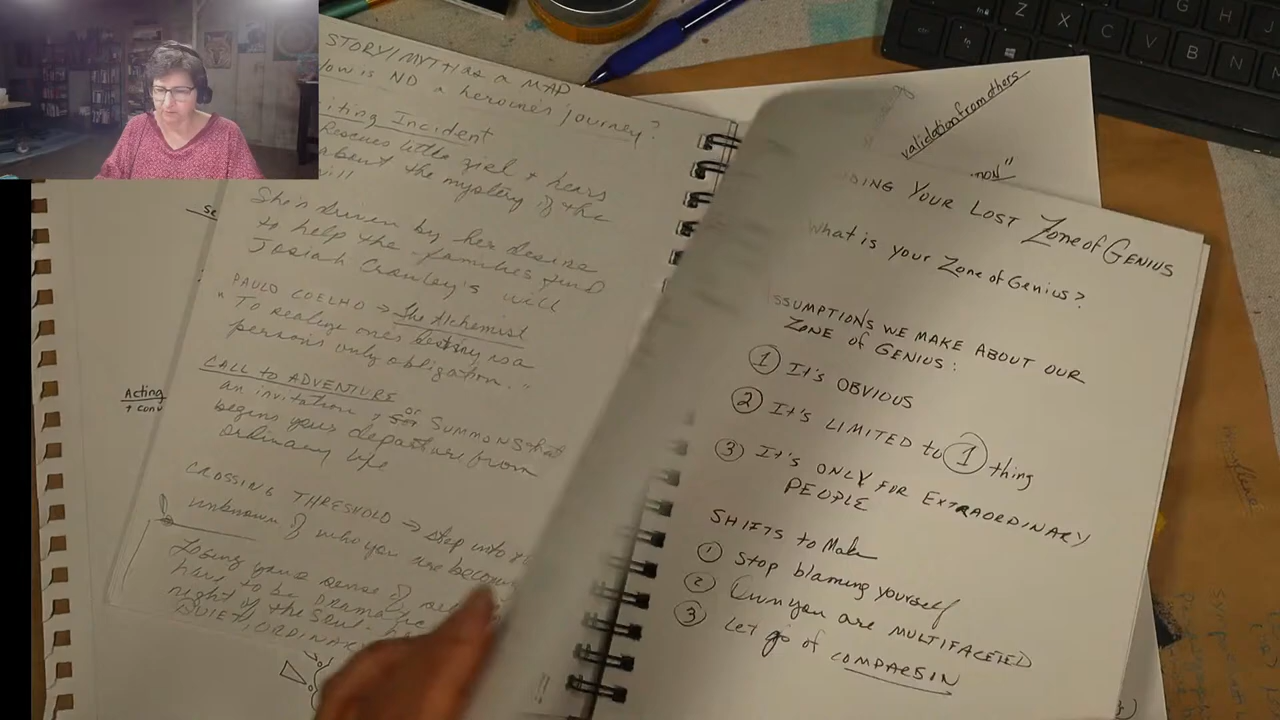 STORY/MYTH as a MAP
How is ND a heroine's journey?
iting Incident
Rescues little girl + hears
about the mystery of the
will
She's driven by her desire
to help the families find
Josiah Crowley's will
PAULO COELHO → The Alchemist
"To realize one's destiny is a
person's only obligation."
CALL to ADVENTURE
an invitation or SUMMONS that
begins your departure from
ordinary life
CROSSING THRESHOLD → Step into
unknown of who you are becom
Losing your sense of
have to be DRAMATIC
night of the Soul.
QUIET, ORDINAR
Acting
validation from others
now"
DING YOUR LOST Zone of GENIUS
What is your Zone of Genius?
SSUMPTIONS WE MAKE ABOUT OUR
ZONE of GENIUS:
① It's OBVIOUS
② It's LIMITED to ① thing
③ It's ONLY FOR EXTRAORDINARY
PEOPLE
SHIFTS to Make
① Stop blaming yourself
② you are MULTIFACETED
③ Let go of COMPARSIN
Z X C V B N
G H J